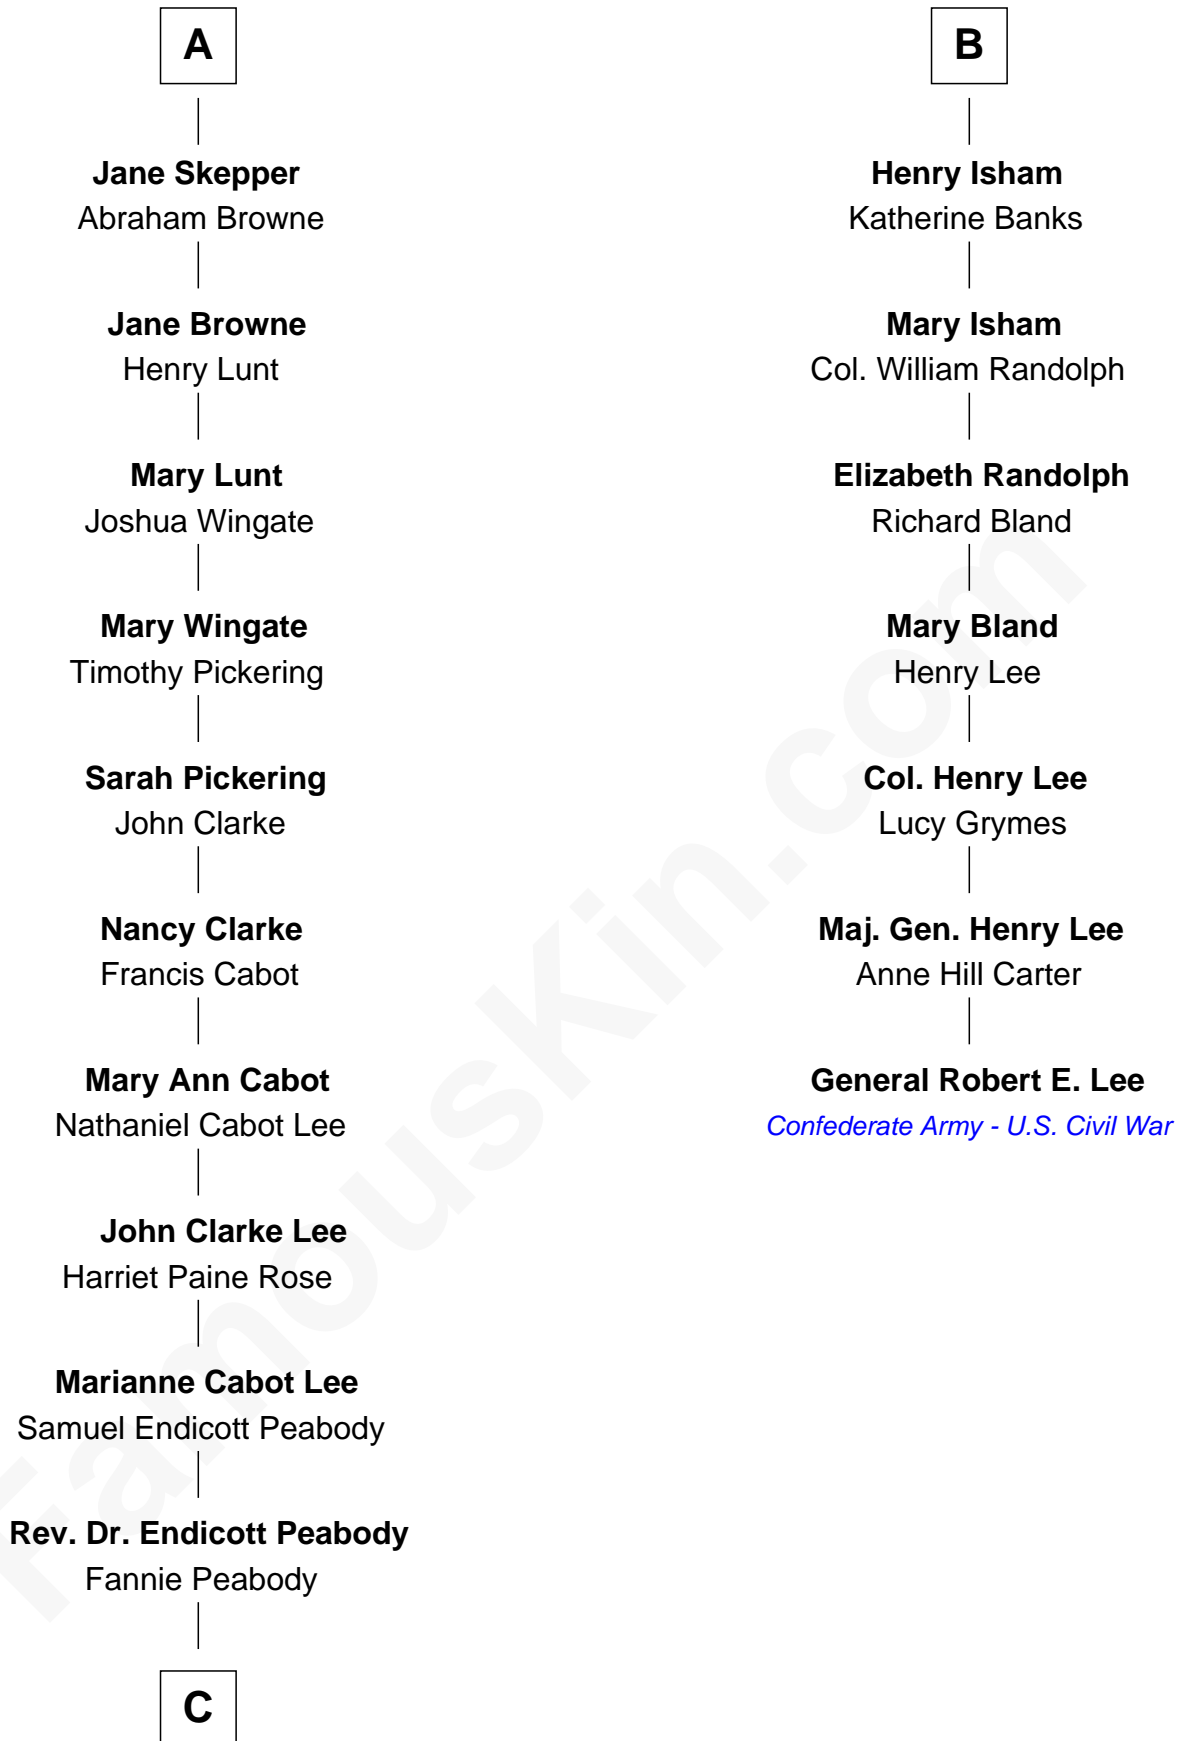 A
Jane Skepper
Abraham Browne
Jane Browne
Henry Lunt
Mary Lunt
Joshua Wingate
Mary Wingate
Timothy Pickering
Sarah Pickering
John Clarke
Nancy Clarke
Francis Cabot
Mary Ann Cabot
Nathaniel Cabot Lee
John Clarke Lee
Harriet Paine Rose
Marianne Cabot Lee
Samuel Endicott Peabody
Rev. Dr. Endicott Peabody
Fannie Peabody
C
B
Henry Isham
Katherine Banks
Mary Isham
Col. William Randolph
Elizabeth Randolph
Richard Bland
Mary Bland
Henry Lee
Col. Henry Lee
Lucy Grymes
Maj. Gen. Henry Lee
Anne Hill Carter
General Robert E. Lee
Confederate Army - U.S. Civil War
FamousKin.com